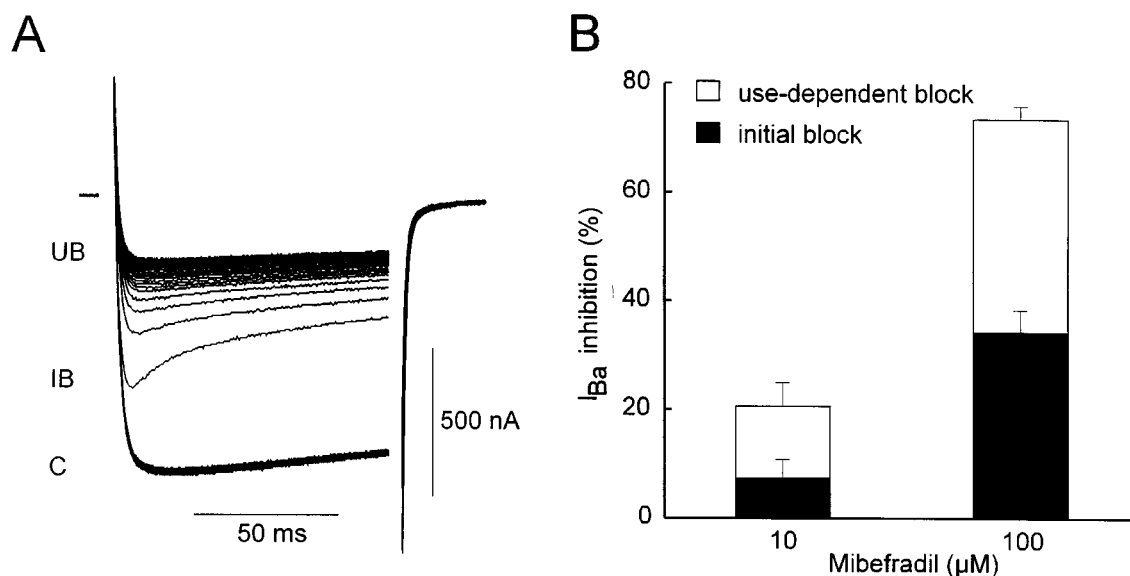 A
UB
IB
C
500 nA
50 ms
B
80
60
40
20
0
use-dependent block
initial block
I_Ba inhibition (%)
10
100
Mibefradil (µM)